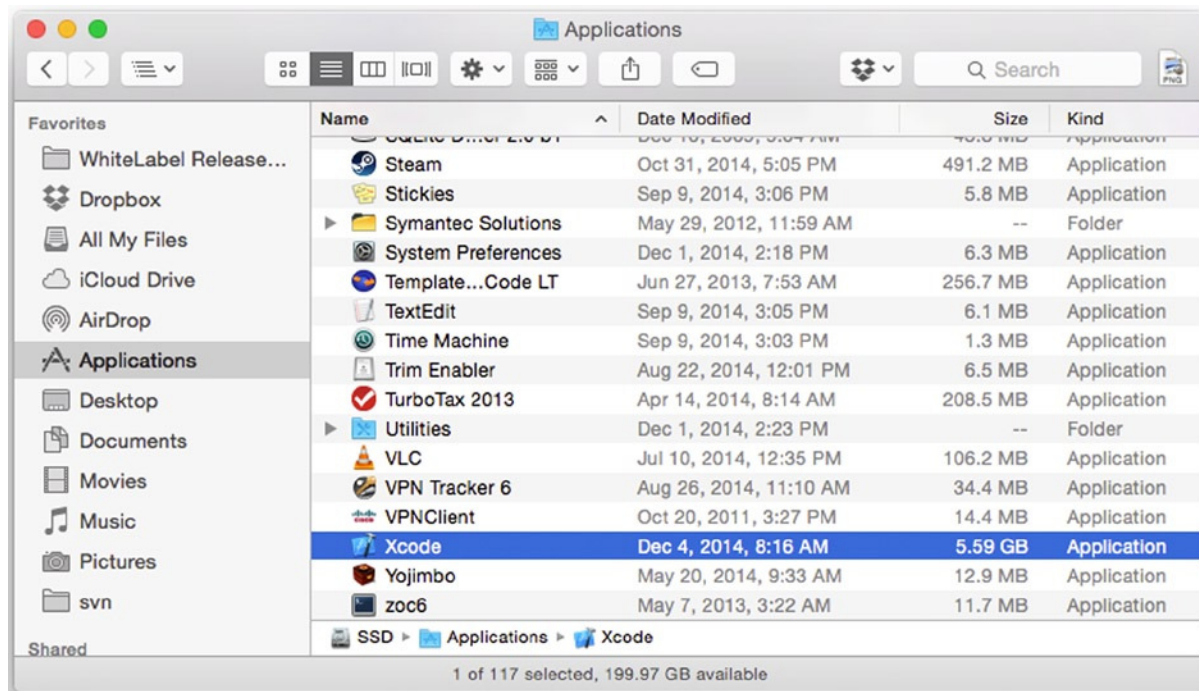 Applications
Search
PNG
Favorites
WhiteLabel Release...
Dropbox
All My Files
iCloud Drive
AirDrop
Applications
Desktop
Documents
Movies
Music
Pictures
svn
Shared
Name Date Modified Size Kind
Steam Oct 31, 2014, 5:05 PM 491.2 MB Application
Stickies Sep 9, 2014, 3:06 PM 5.8 MB Application
Symantec Solutions May 29, 2012, 11:59 AM -- Folder
System Preferences Dec 1, 2014, 2:18 PM 6.3 MB Application
Template...Code LT Jun 27, 2013, 7:53 AM 256.7 MB Application
TextEdit Sep 9, 2014, 3:05 PM 6.1 MB Application
Time Machine Sep 9, 2014, 3:03 PM 1.3 MB Application
Trim Enabler Aug 22, 2014, 12:01 PM 6.5 MB Application
TurboTax 2013 Apr 14, 2014, 8:14 AM 208.5 MB Application
Utilities Dec 1, 2014, 2:23 PM -- Folder
VLC Jul 10, 2014, 12:35 PM 106.2 MB Application
VPN Tracker 6 Aug 26, 2014, 11:10 AM 34.4 MB Application
VPNClient Oct 20, 2011, 3:27 PM 14.4 MB Application
Xcode Dec 4, 2014, 8:16 AM 5.59 GB Application
Yojimbo May 20, 2014, 9:33 AM 12.9 MB Application
zoc6 May 7, 2013, 3:22 AM 11.7 MB Application
SSD Applications Xcode
1 of 117 selected, 199.97 GB available